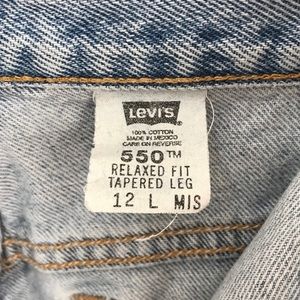 Levi's®
100% COTTON
MADE IN MEXICO
CARE ON REVERSE
550™
RELAXED FIT
TAPERED LEG
12 L MIS